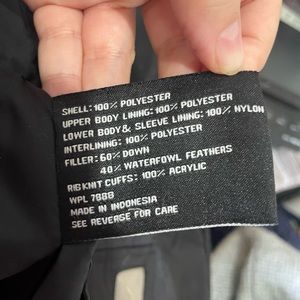 SHELL: 100% POLYESTER
UPPER BODY LINING: 100% POLYESTER
LOWER BODY & SLEEVE LINING: 100% NYLON
INTERLINING: 100% POLYESTER
FILLER: 60% DOWN
40% WATERFOWL FEATHERS
RIB KNIT CUFFS: 100% ACRYLIC
WPL 7888
MADE IN INDONESIA
SEE REVERSE FOR CARE